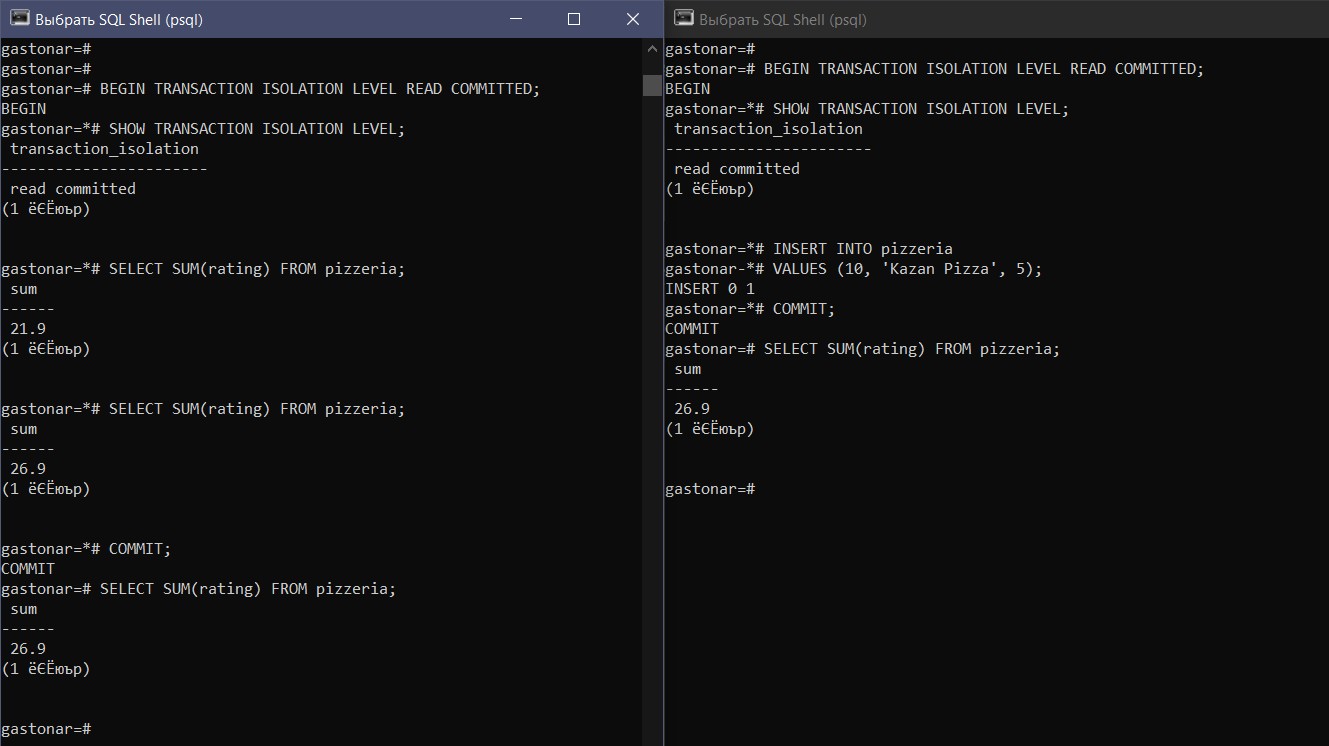 Выбрать SQL Shell (psql)
gastonar=#
gastonar=#
gastonar=# BEGIN TRANSACTION ISOLATION LEVEL READ COMMITTED;
BEGIN
gastonar=*# SHOW TRANSACTION ISOLATION LEVEL;
transaction_isolation
-----------------------
read committed
(1 ёЄЁюър)
gastonar=*# SELECT SUM(rating) FROM pizzeria;
sum
------
21.9
(1 ёЄЁюър)
gastonar=*# SELECT SUM(rating) FROM pizzeria;
sum
------
26.9
(1 ёЄЁюър)
gastonar=*# COMMIT;
COMMIT
gastonar=# SELECT SUM(rating) FROM pizzeria;
sum
------
26.9
(1 ёЄЁюър)
gastonar=#
Выбрать SQL Shell (psql)
gastonar=#
gastonar=# BEGIN TRANSACTION ISOLATION LEVEL READ COMMITTED;
BEGIN
gastonar=*# SHOW TRANSACTION ISOLATION LEVEL;
transaction_isolation
-----------------------
read committed
(1 ёЄЁюър)
gastonar=*# INSERT INTO pizzeria
gastonar-*# VALUES (10, 'Kazan Pizza', 5);
INSERT 0 1
gastonar=*# COMMIT;
COMMIT
gastonar=# SELECT SUM(rating) FROM pizzeria;
sum
------
26.9
(1 ёЄЁюър)
gastonar=#